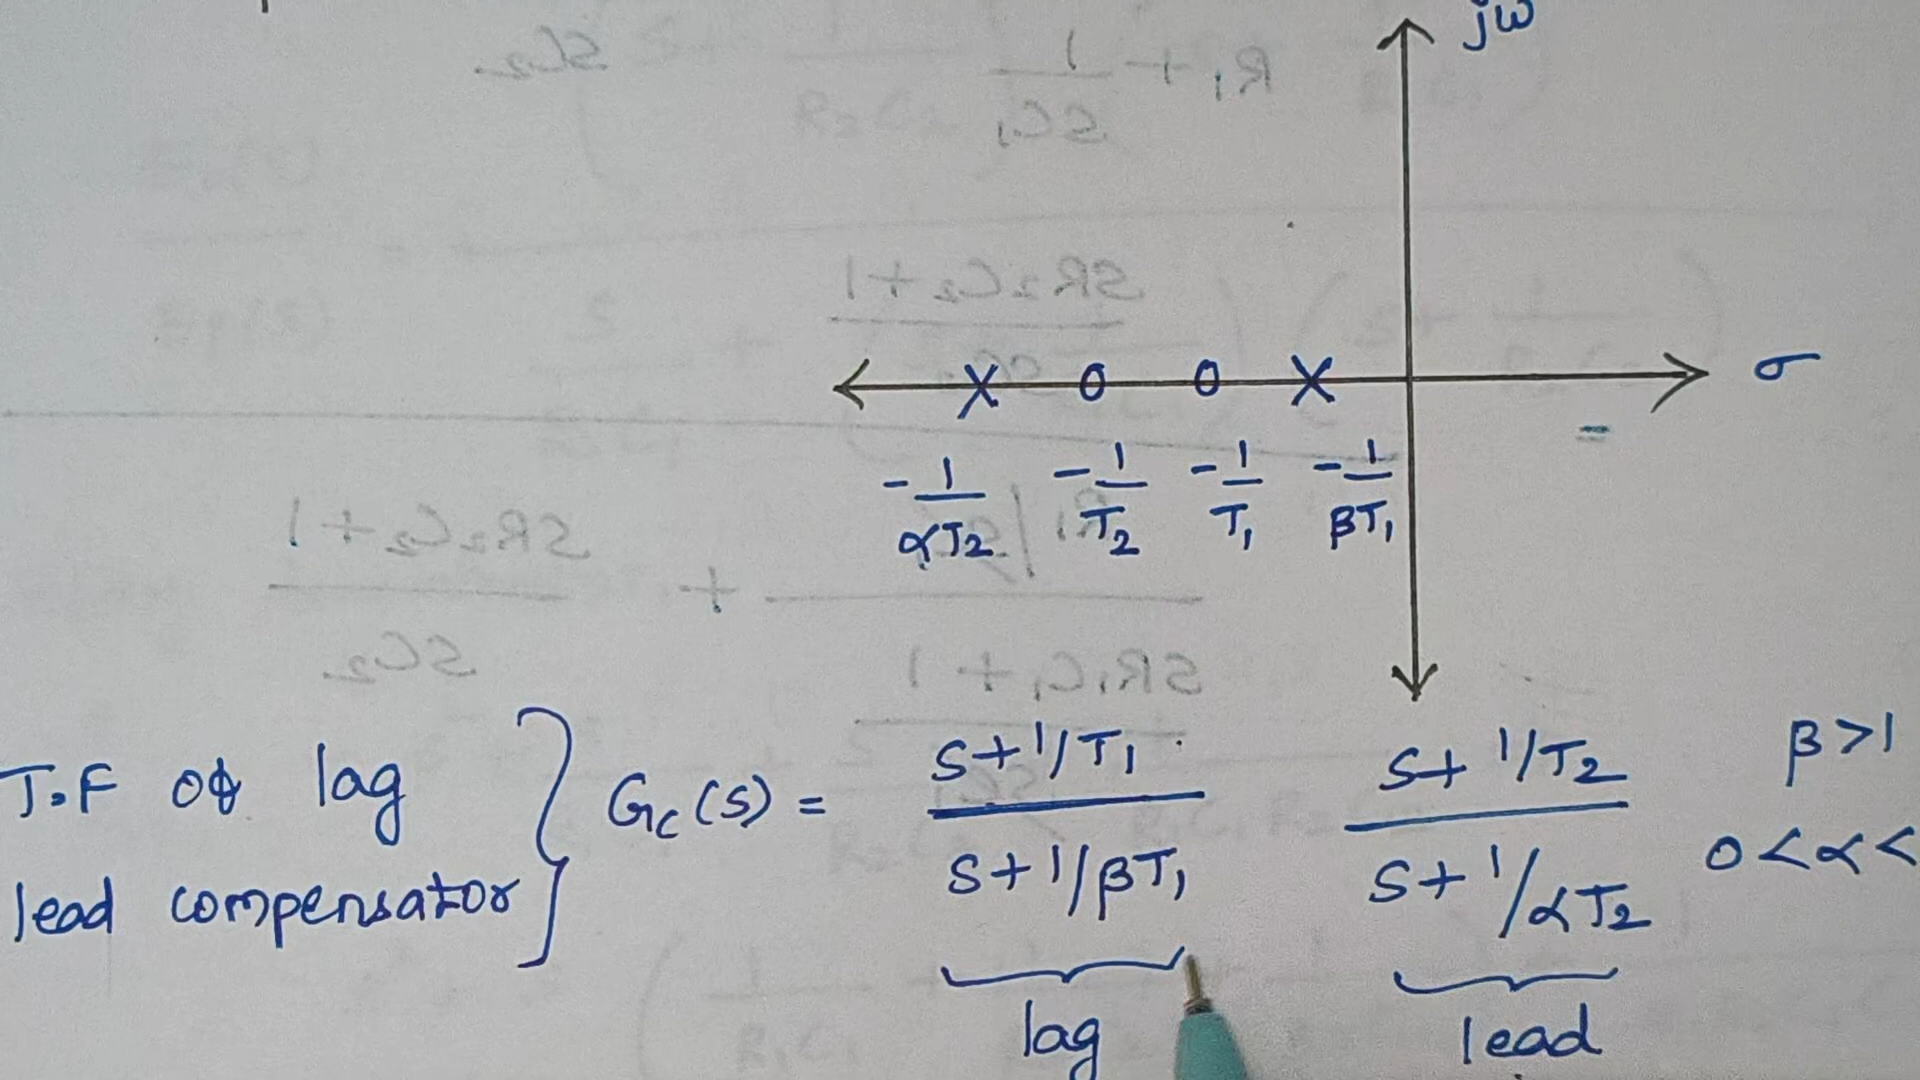 jω
σ
-1/αT2 -1/T2 -1/T1 -1/βT1
T.F of lag lead compensator } Gc(s) = (s+1/T1)/(s+1/βT1) (s+1/T2)/(s+1/αT2) β>1
0<α<
lag lead